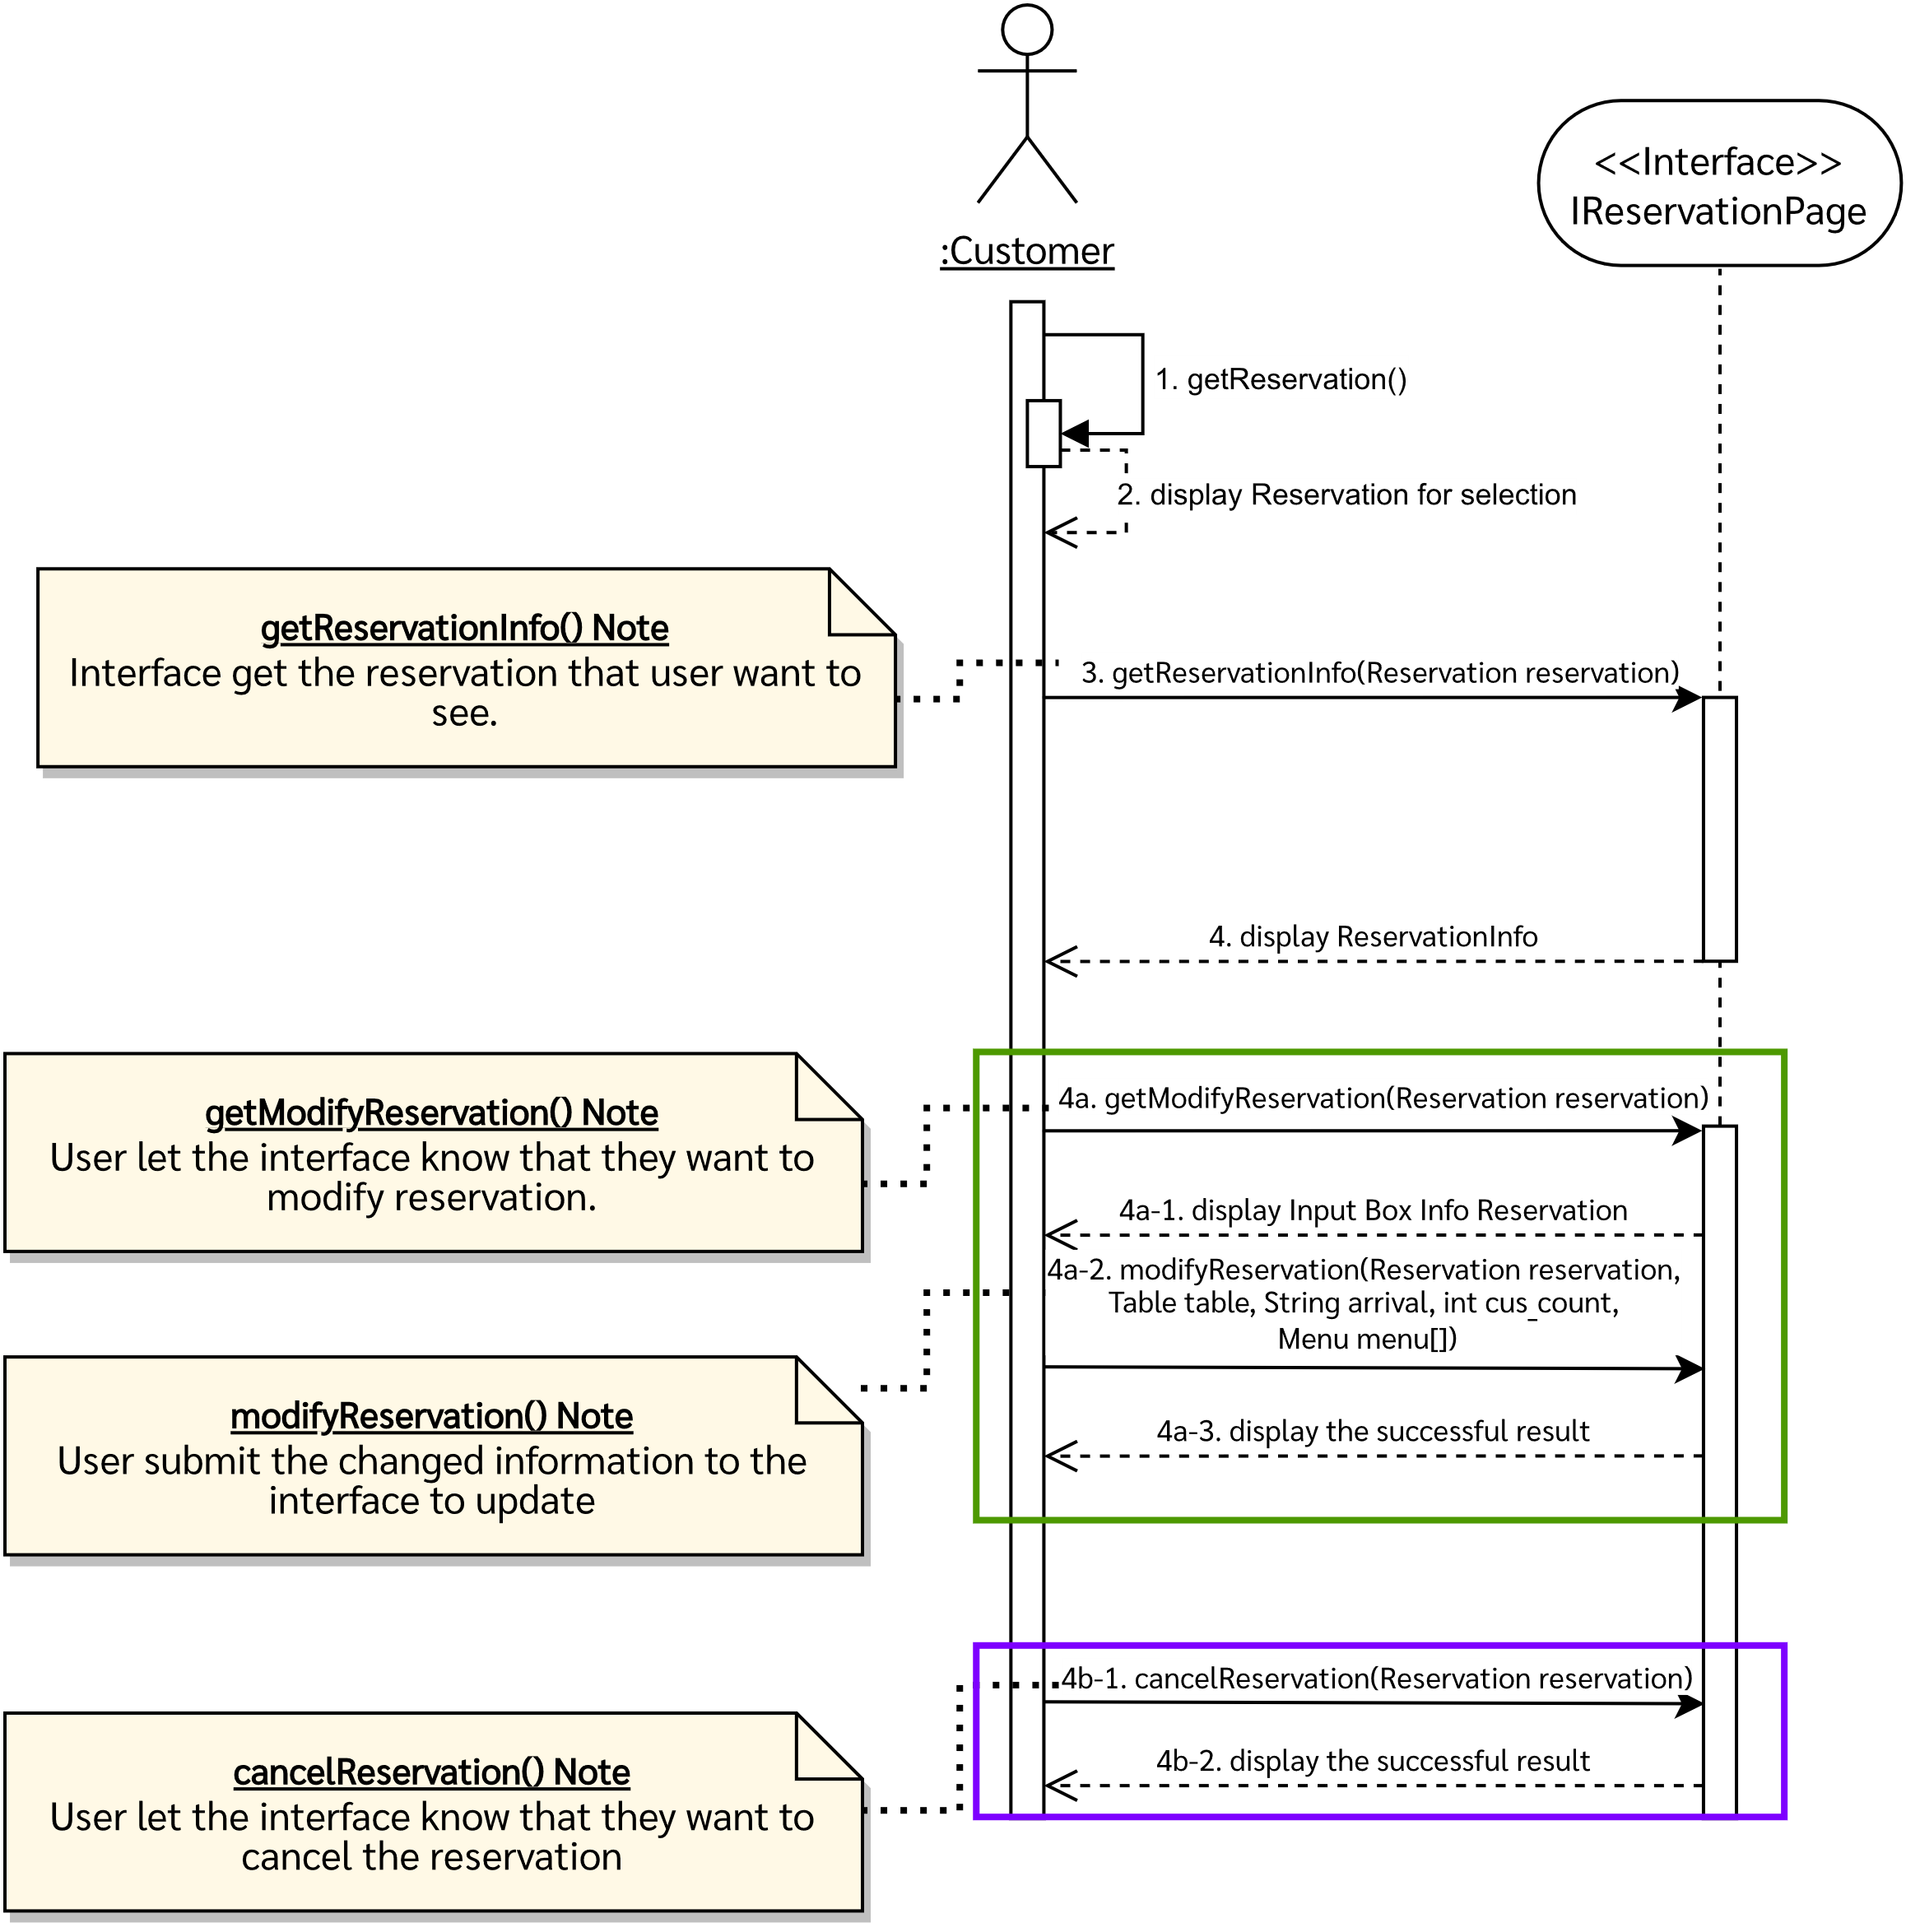 <<Interface>>
IReservationPage
:Customer
1. getReservation()
2. display Reservation for selection
getReservationInfo() Note
Interface get the reservation that user want to
see.
3. getReservationInfo(Reservation reservation)
4. display ReservationInfo
getModifyReservation() Note
User let the interface know that they want to
modify reservation.
4a. getModifyReservation(Reservation reservation)
4a-1. display Input Box Info Reservation
4a-2. modifyReservation(Reservation reservation,
Table table, String arrival, int cus_count,
Menu menu[])
modifyReservation() Note
User submit the changed information to the
interface to update
4a-3. display the successful result
4b-1. cancelReservation(Reservation reservation)
4b-2. display the successful result
cancelReservation() Note
User let the interface know that they want to
cancel the reservation